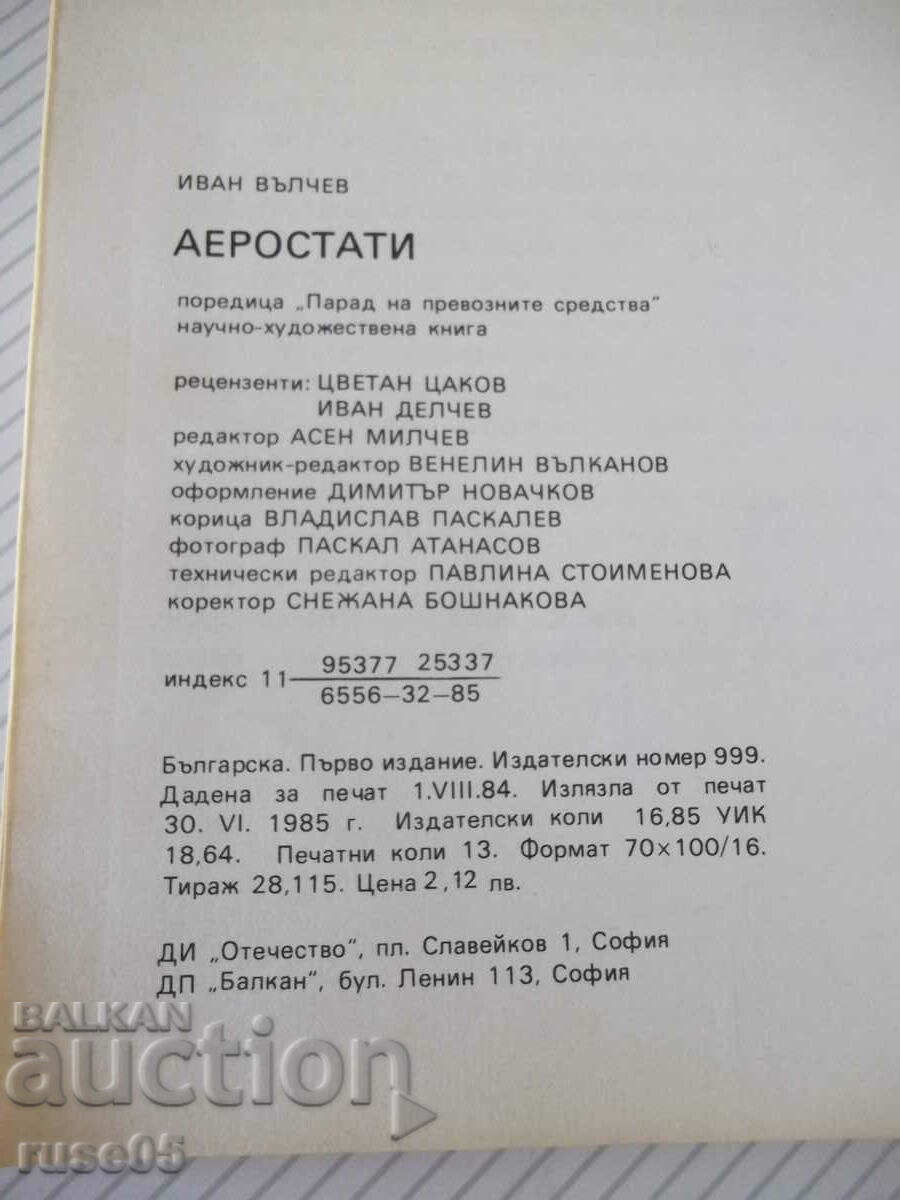 ИВАН ВЪЛЧЕВ
АЕРОСТАТИ
поредица „Парад на превозните средства"
научно-художествена книга
рецензенти: ЦВЕТАН ЦАКОВ
ИВАН ДЕЛЧЕВ
редактор АСЕН МИЛЧЕВ
художник-редактор ВЕНЕЛИН ВЪЛКАНОВ
оформление ДИМИТЪР НОВАЧКОВ
корица ВЛАДИСЛАВ ПАСКАЛЕВ
фотограф ПАСКАЛ АТАНАСОВ
технически редактор ПАВЛИНА СТОИМЕНОВА
коректор СНЕЖАНА БОШНАКОВА
95377 25337
индекс 11
6556—32—85
Българска. Първо издание. Издателски номер 999.
Дадена за печат 1.VIII.84. Излязла от печат
30. VI. 1985 г. Издателски коли 16,85 УИК
18,64. Печатни коли 13. Формат 70×100/16.
Тираж 28,115. Цена 2,12 лв.
ДИ „Отечество", пл. Славейков 1, София
ДП „Балкан", бул. Ленин 113, София
BALKAN
auction
ruse05